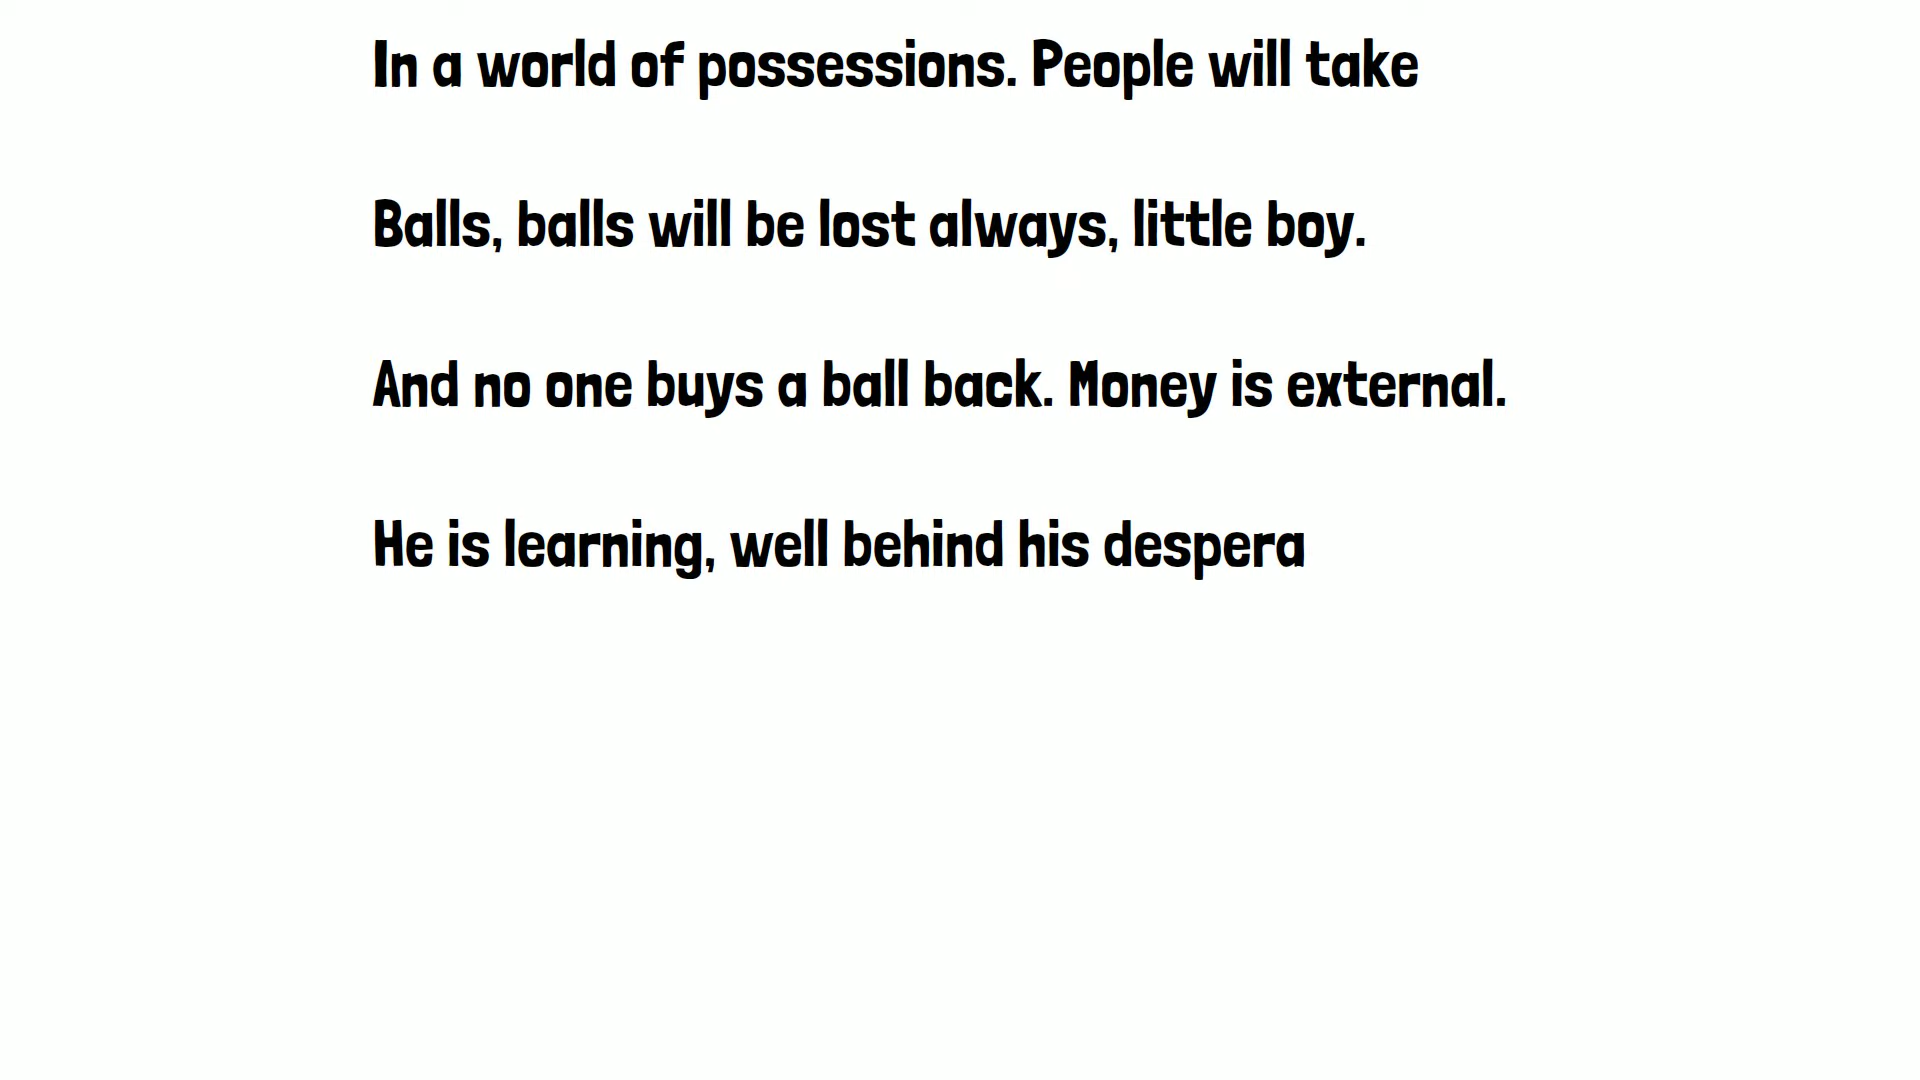 In a world of possessions. People will take
Balls, balls will be lost always, little boy.
And no one buys a ball back. Money is external.
He is learning, well behind his despera